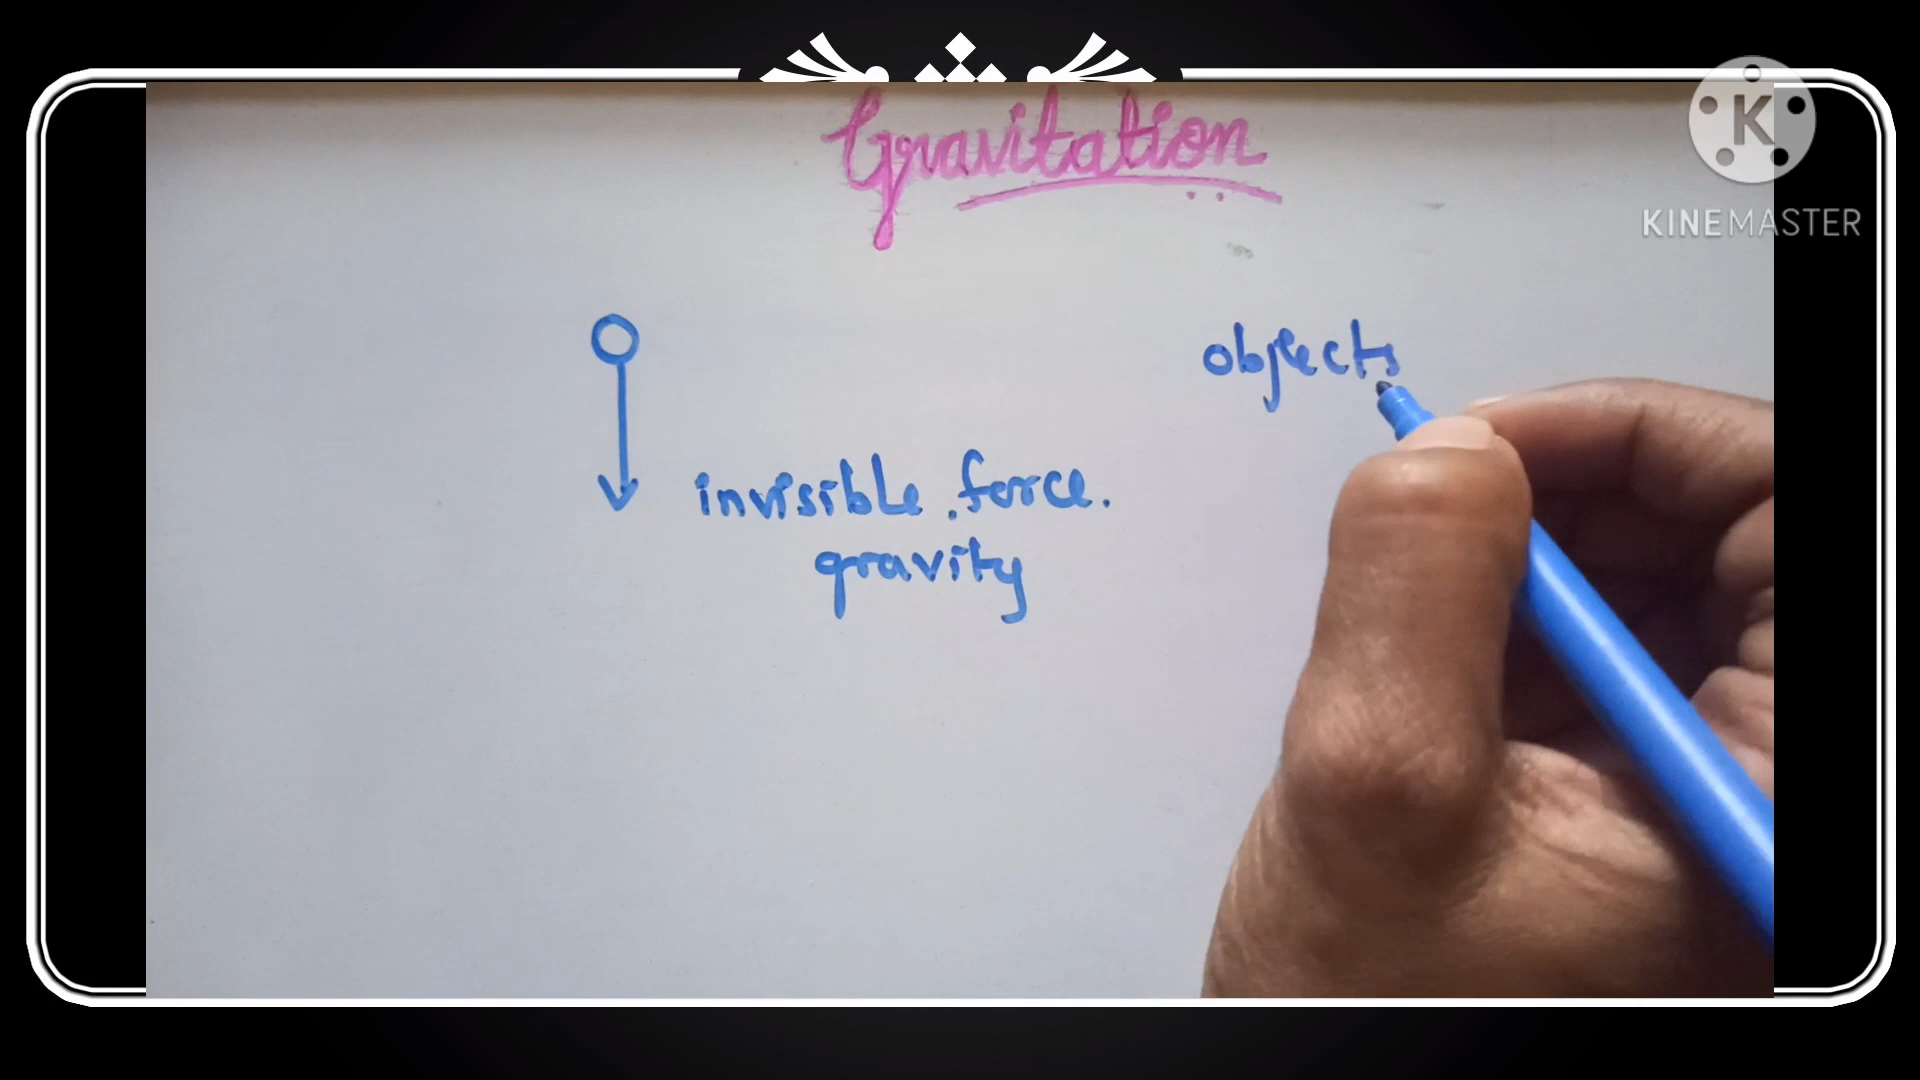 Gravitation
K
KINEMASTER
objects
invisible force.
gravity